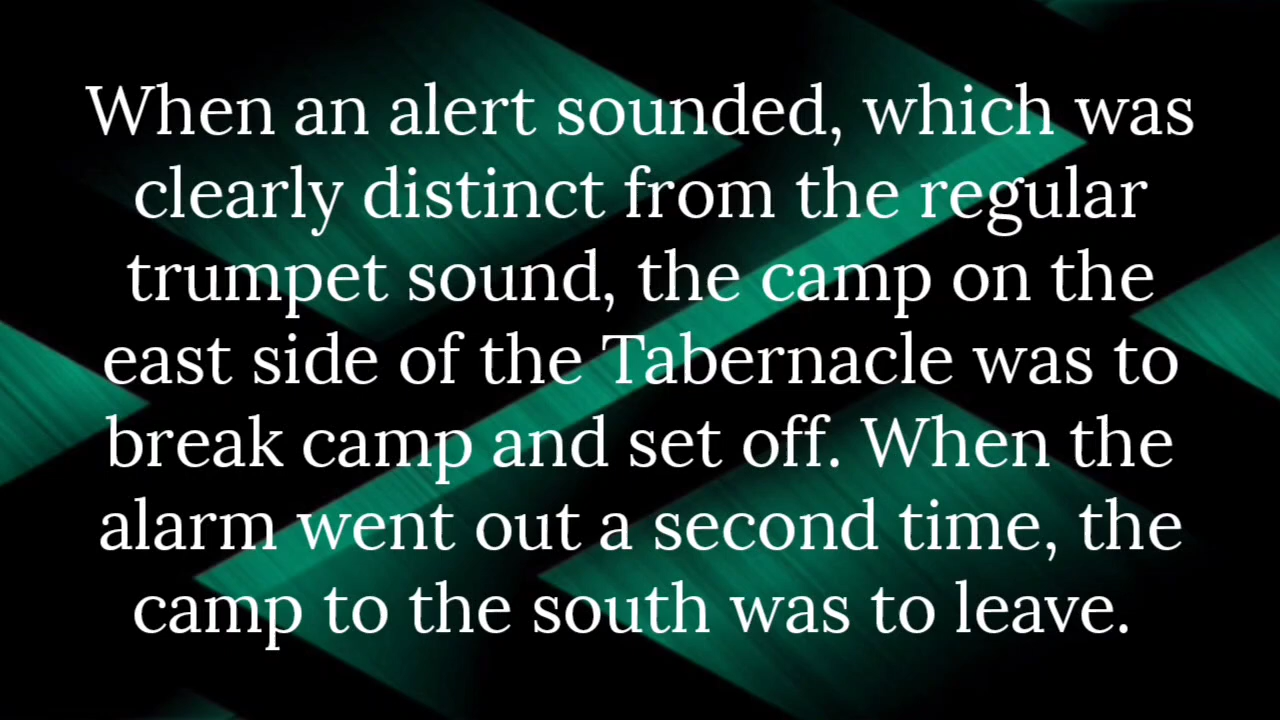 When an alert sounded, which was
clearly distinct from the regular
trumpet sound, the camp on the
east side of the Tabernacle was to
break camp and set off. When the
alarm went out a second time, the
camp to the south was to leave.